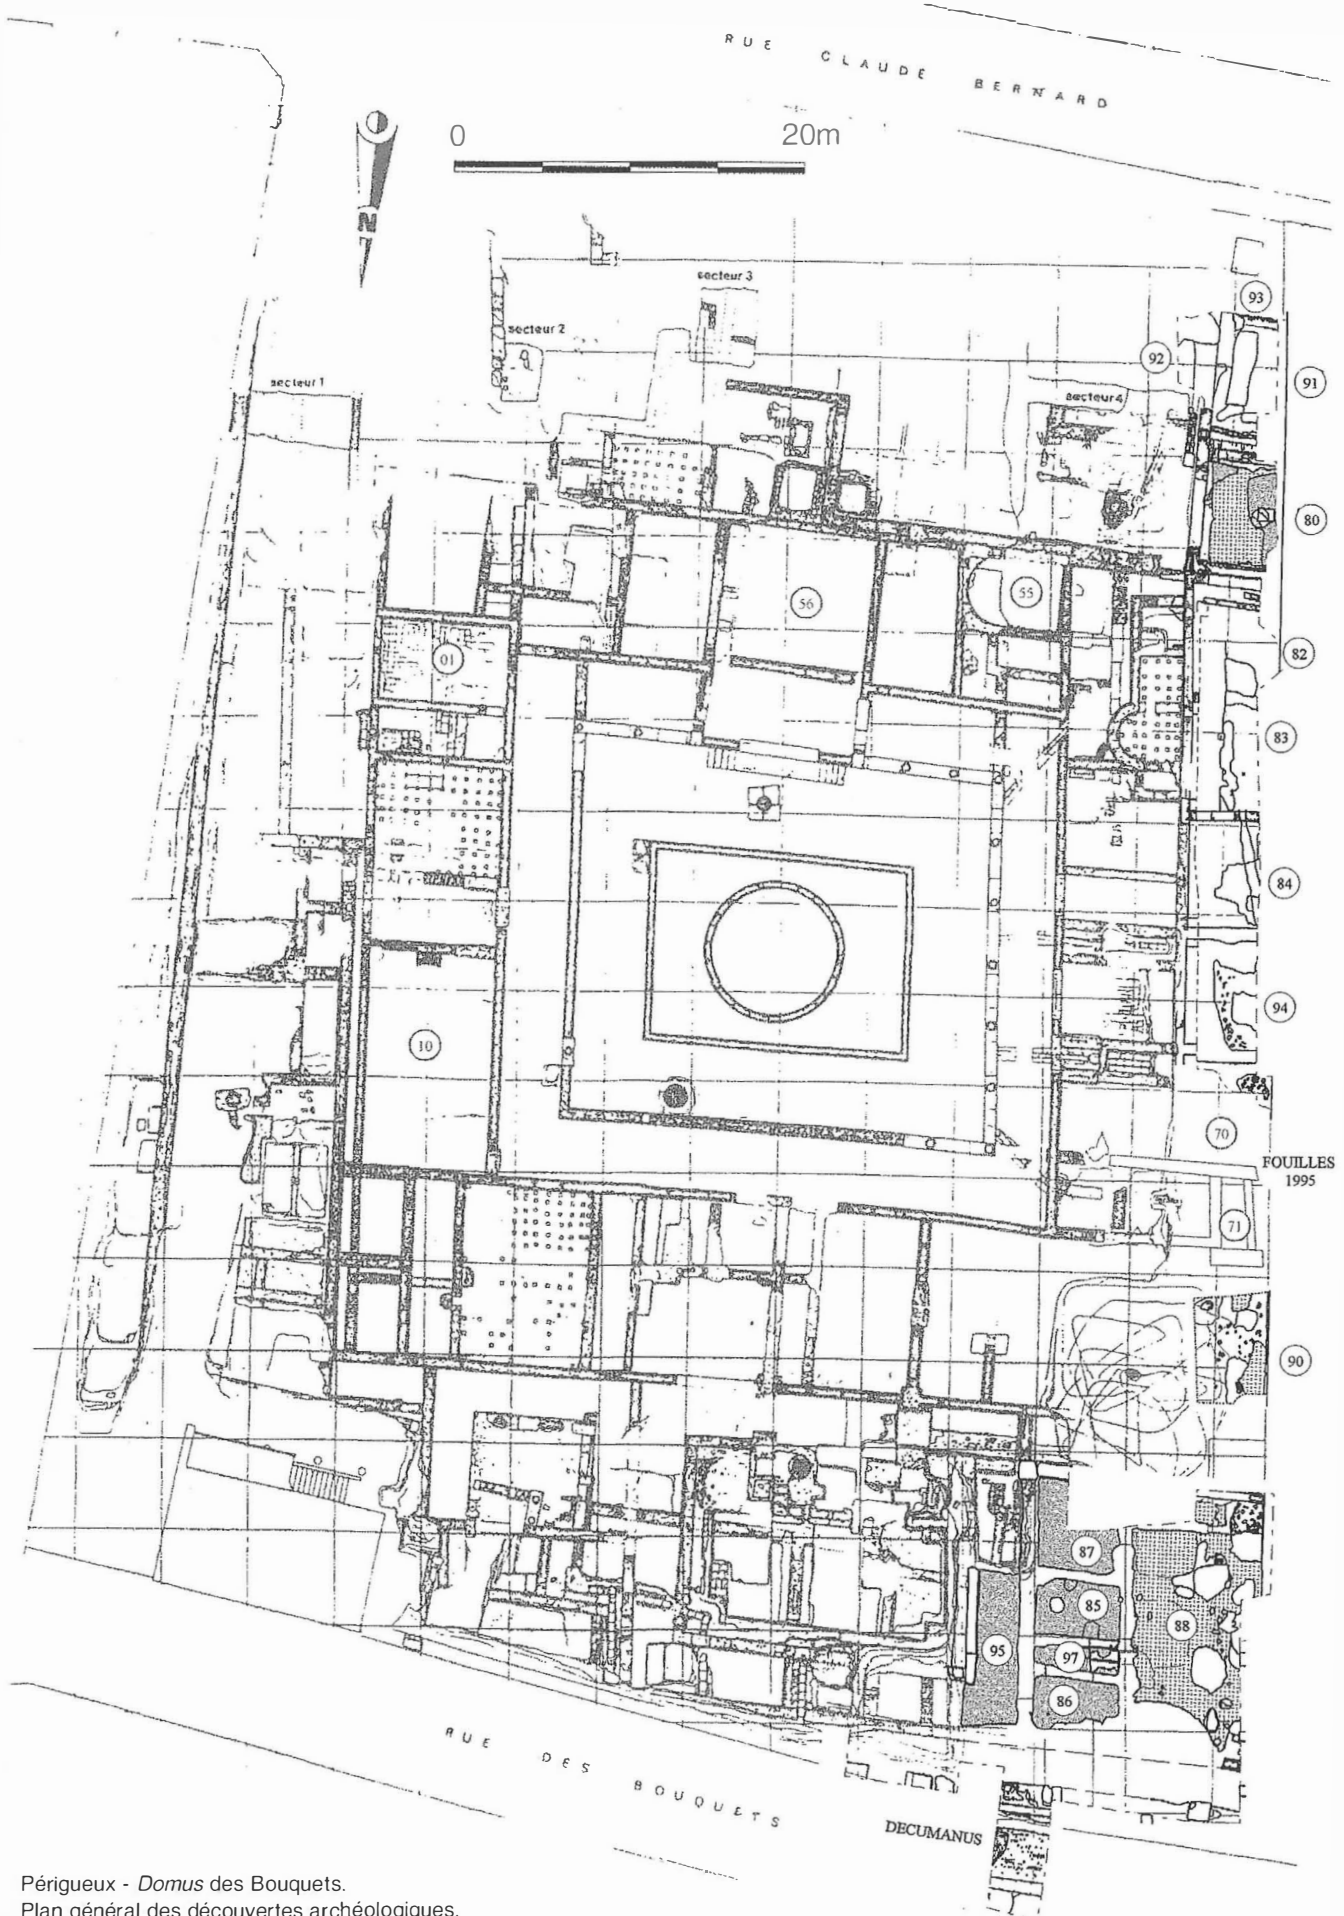 RUE CLAUDE BERNARD
0 20m
N
secteur 3
93
secteur 2
92
91
secteur 1
secteur 4
80
56
55
01
82
83
84
94
10
70
FOUILLES
1995
71
90
87
85
88
95
97
86
RUE DES BOUQUETS
DECUMANUS
Périgueux - Domus des Bouquets.
Plan général des découvertes archéologiques.